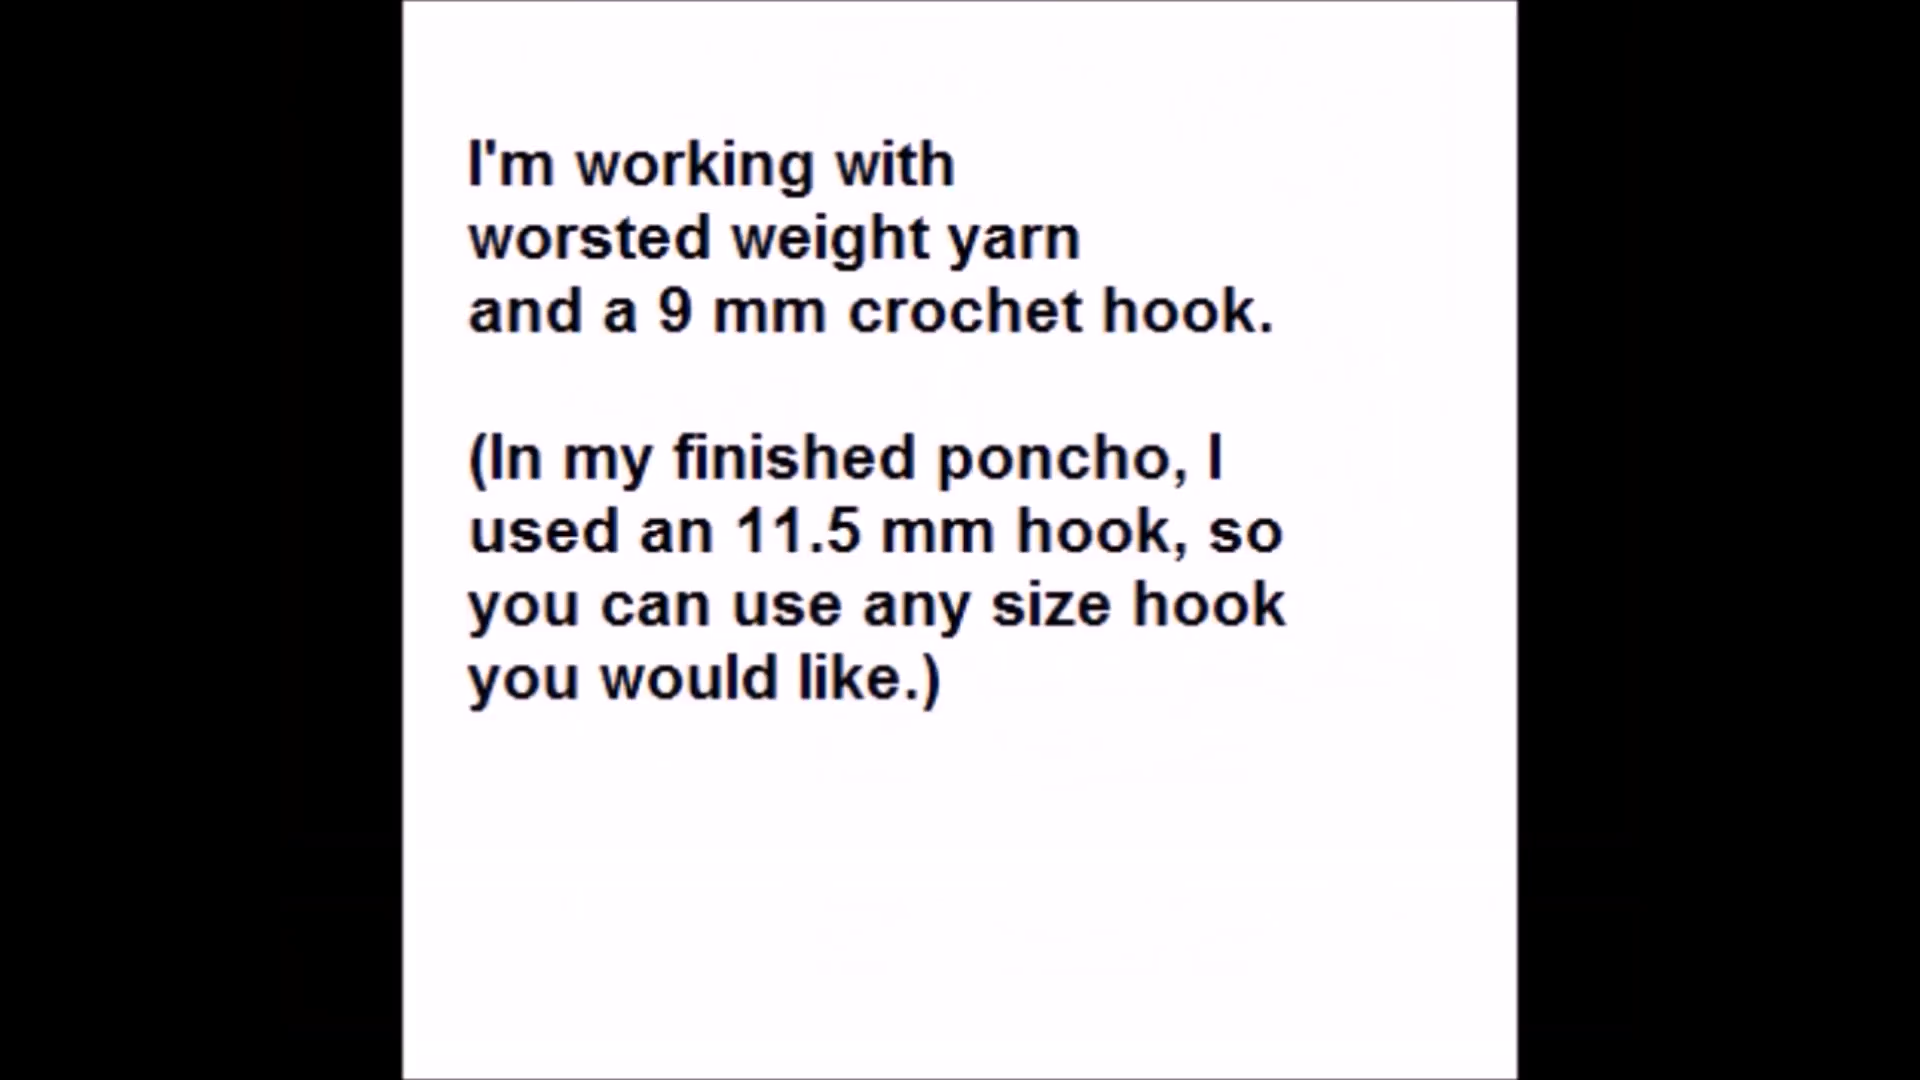 I'm working with
worsted weight yarn
and a 9 mm crochet hook.
(In my finished poncho, I
used an 11.5 mm hook, so
you can use any size hook
you would like.)